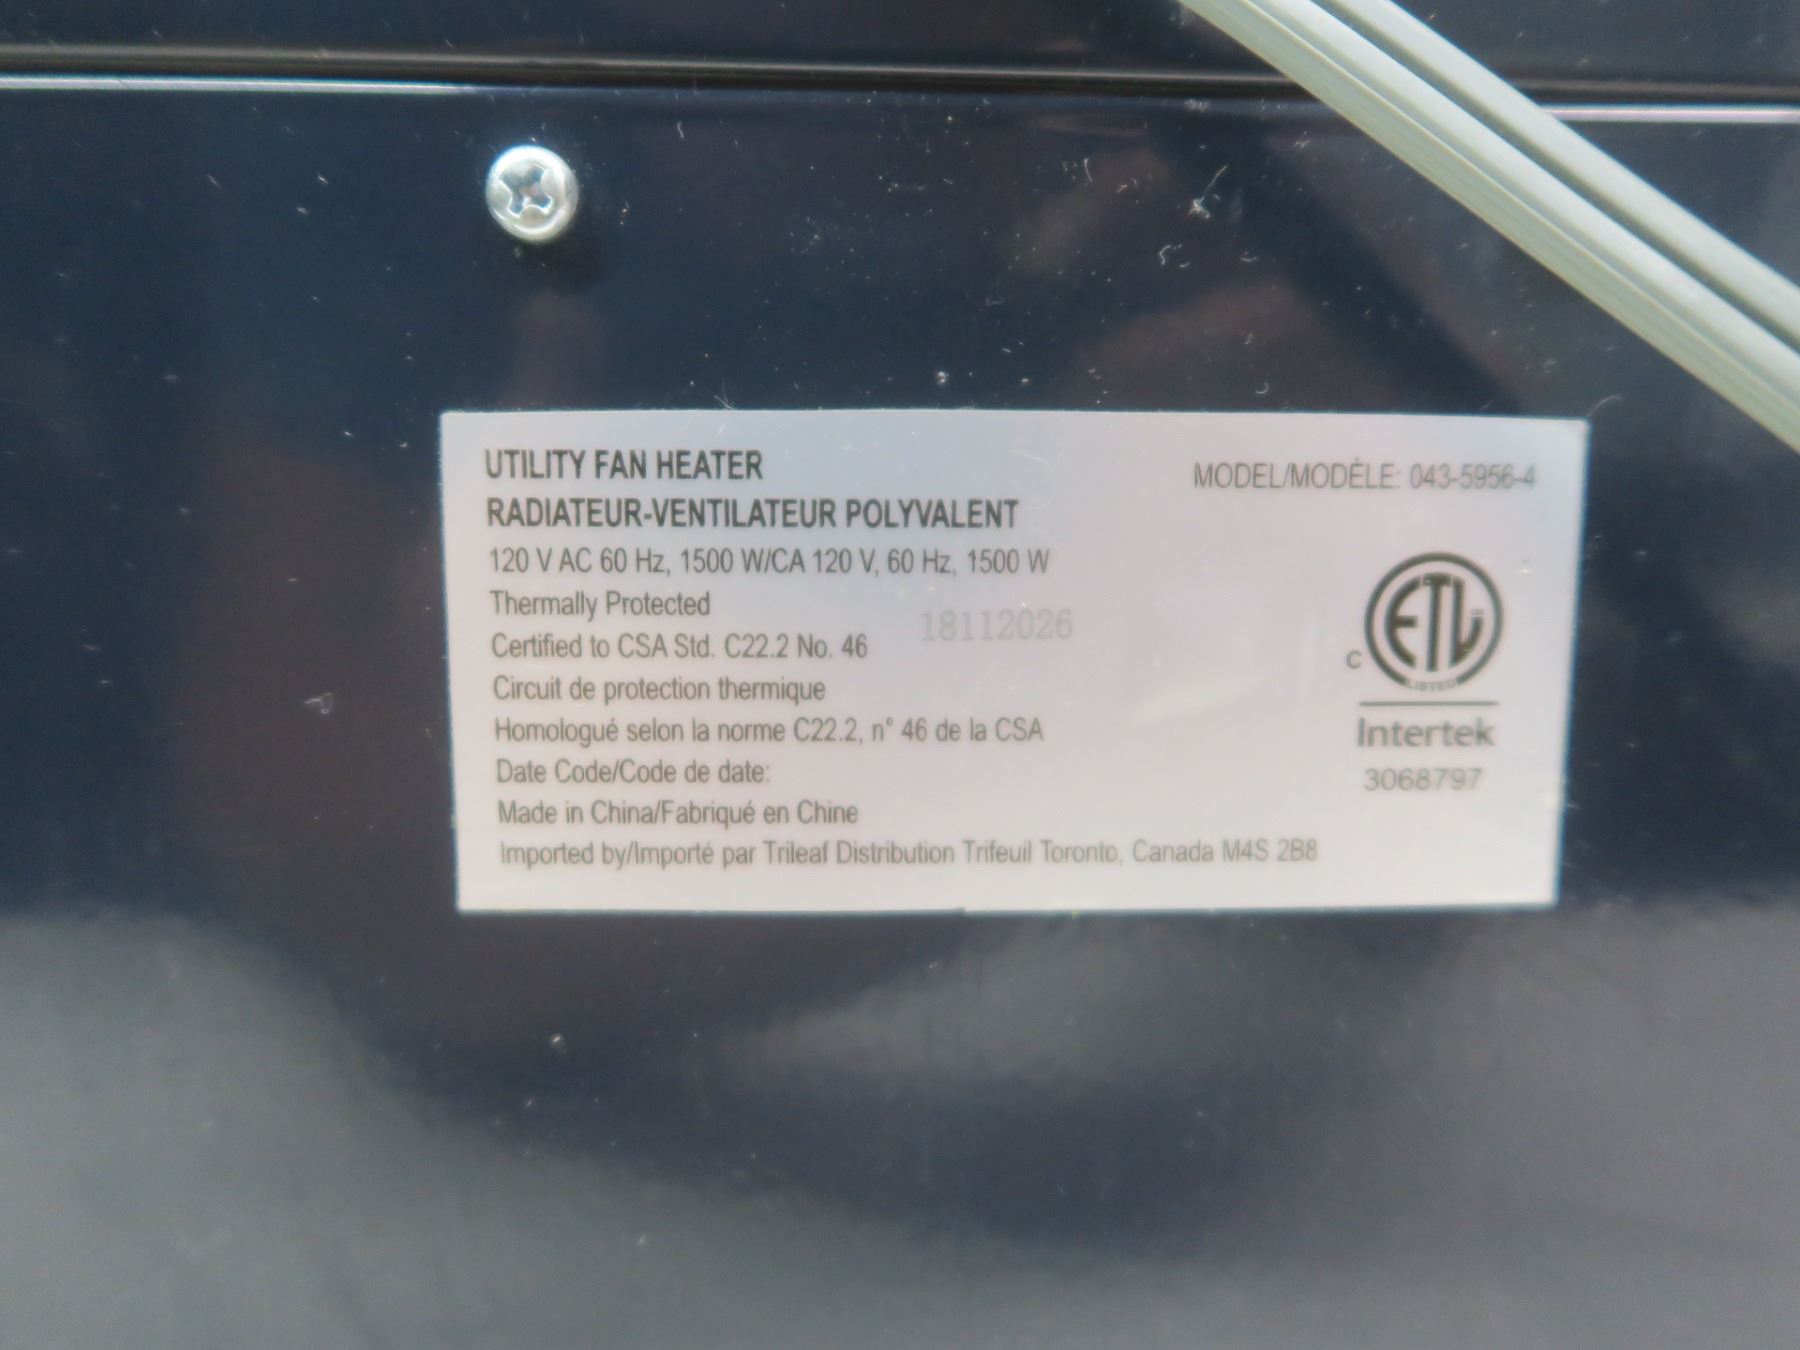 UTILITY FAN HEATER
MODEL/MODÈLE: 043-5956-4
RADIATEUR-VENTILATEUR POLYVALENT
120 V AC 60 Hz, 1500 W/CA 120 V, 60 Hz, 1500 W
Thermally Protected
18112026
Certified to CSA Std. C22.2 No. 46
Circuit de protection thermique
Homologué selon la norme C22.2, n° 46 de la CSA
Date Code/Code de date:
Made in China/Fabriqué en Chine
Imported by/Importé par Trileaf Distribution Trifeuil Toronto, Canada M4S 2B8
ETL
C
LISTED
Intertek
3068797